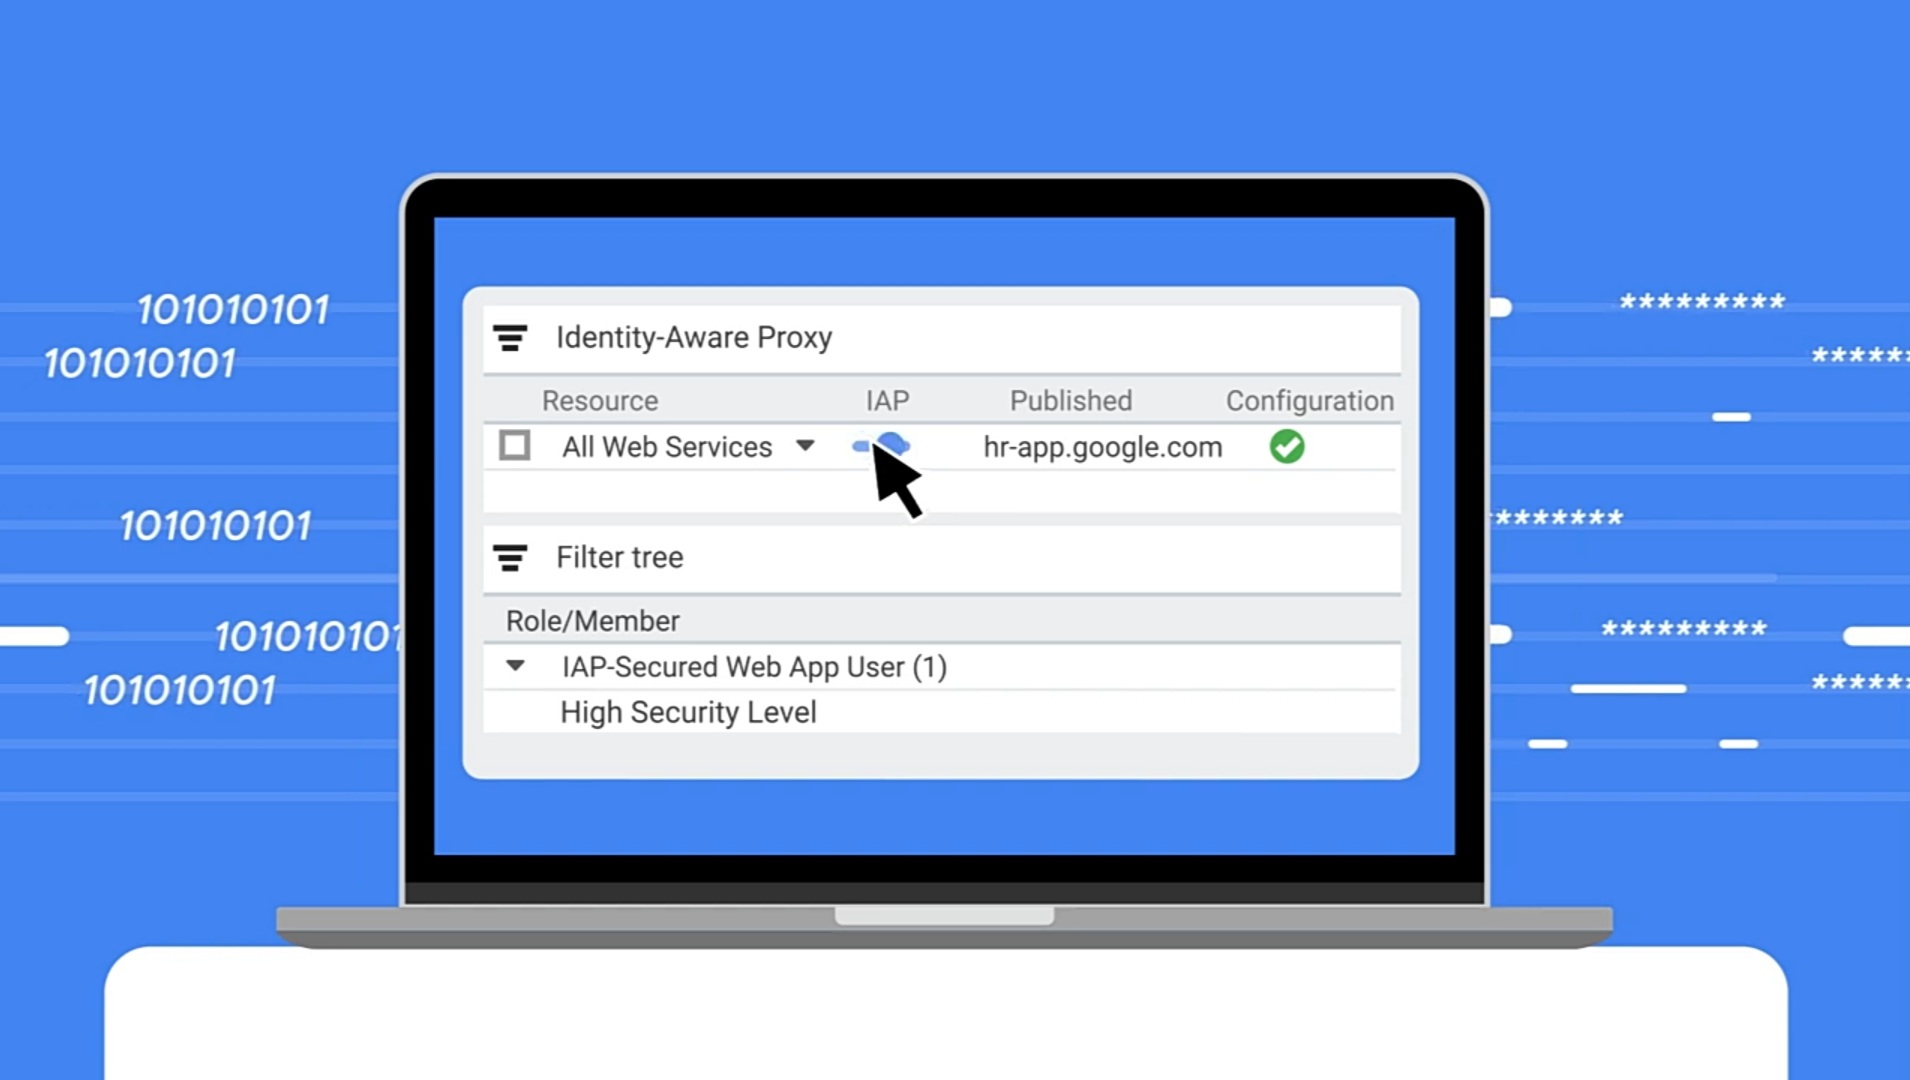 Identity-Aware Proxy
Resource IAP Published Configuration
All Web Services hr-app.google.com
Filter tree
Role/Member
IAP-Secured Web App User (1)
High Security Level
101010101
101010101
101010101
101010101
101010101
*********
******
********
*********
******